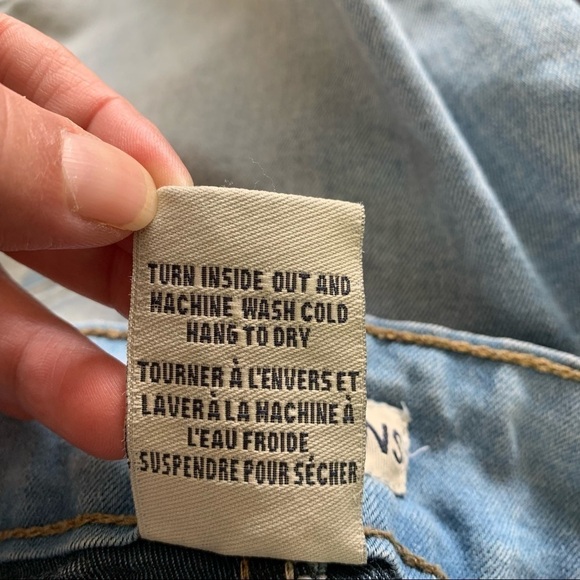 TURN INSIDE OUT AND
MACHINE WASH COLD
HANG TO DRY
TOURNER À L'ENVERS ET
LAVER À LA MACHINE À
L'EAU FROIDE
SUSPENDRE POUR SÉCHER
NS